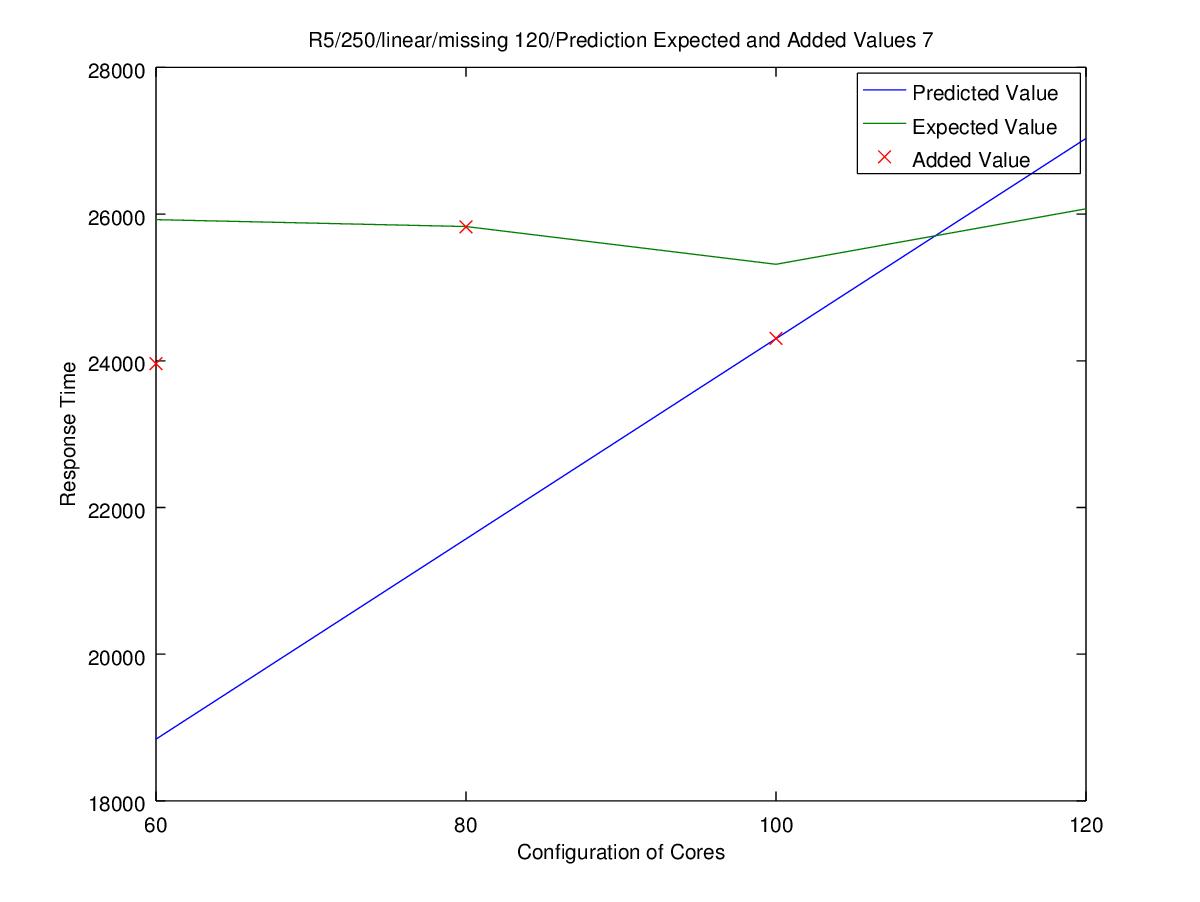 R5/250/linear/missing 120/Prediction Expected and Added Values 7
28000
26000
24000
22000
20000
18000
60
80
100
120
Response Time
Configuration of Cores
Predicted Value
Expected Value
Added Value